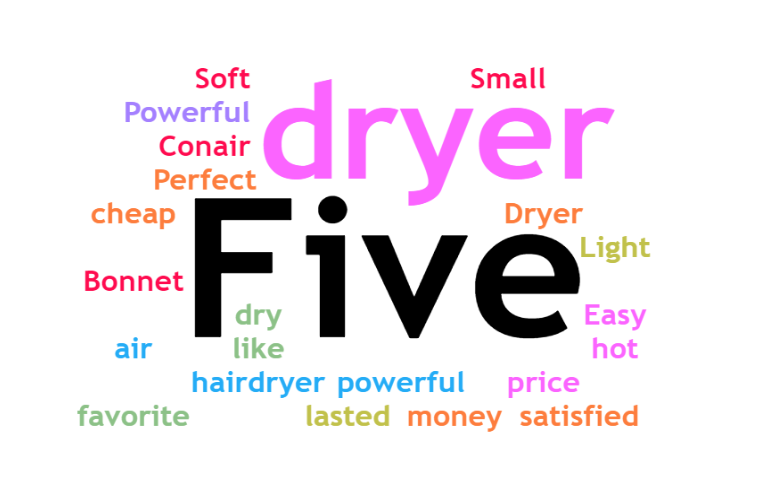 Soft
Small
Powerful
dryer
Conair
Perfect
cheap
Dryer
Five
Light
Bonnet
dry
Easy
air
like
hot
hairdryer powerful price
favorite lasted money satisfied